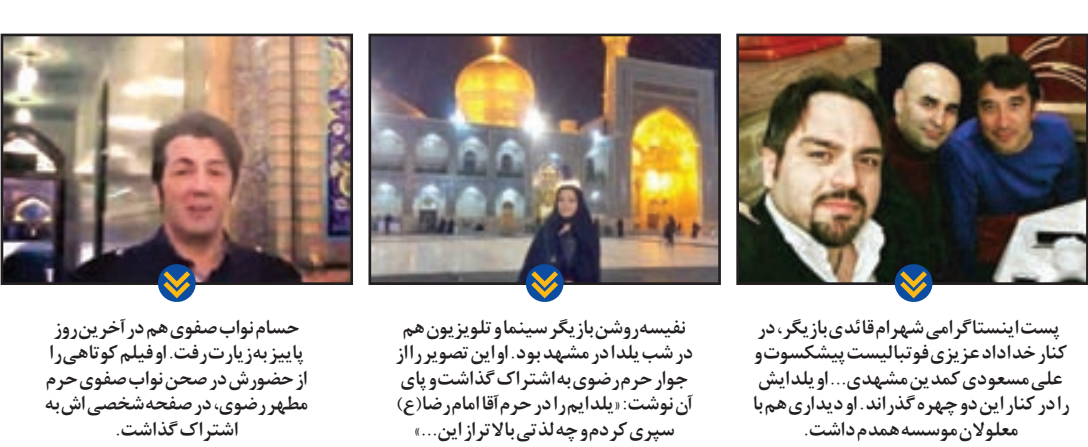 پست اینستاگرامی شهرام قائدی بازیگر، در
کنار خداداد عزیزی فوتبالیست پیشکسوت و
علی مسعودی کمدین مشهدی... او یلدایش
را در کنار این دو چهره گذراند. او دیداری هم با
معلولان موسسه همدم داشت.
نفیسه روشن بازیگر سینما و تلویزیون هم
در شب یلدا در مشهد بود. او این تصویر را از
جوار حرم رضوی به اشتراک گذاشت و پای
آن نوشت: «یلدایم را در حرم آقا امام رضا(ع)
سپری کردم و چه لذتی بالاتر از این...»
حسام نواب صفوی هم در آخرین روز
پاییز به زیارت رفت. او فیلم کوتاهی را
از حضورش در صحن نواب صفوی حرم
مطهر رضوی، در صفحه شخصی اش به
اشتراک گذاشت.